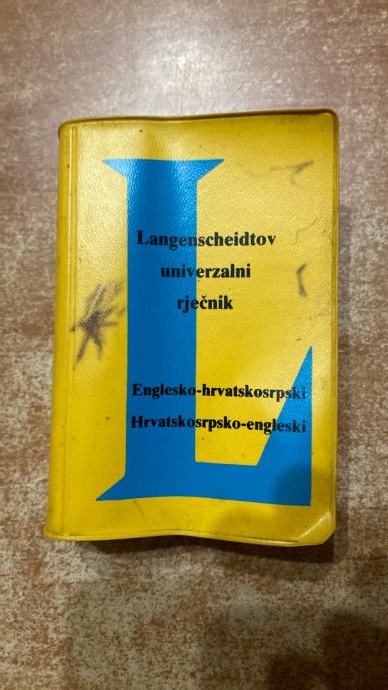 L
Langenscheidtov
univerzalni
rječnik
Englesko-hrvatskosrpski
Hrvatskosrpsko-engleski